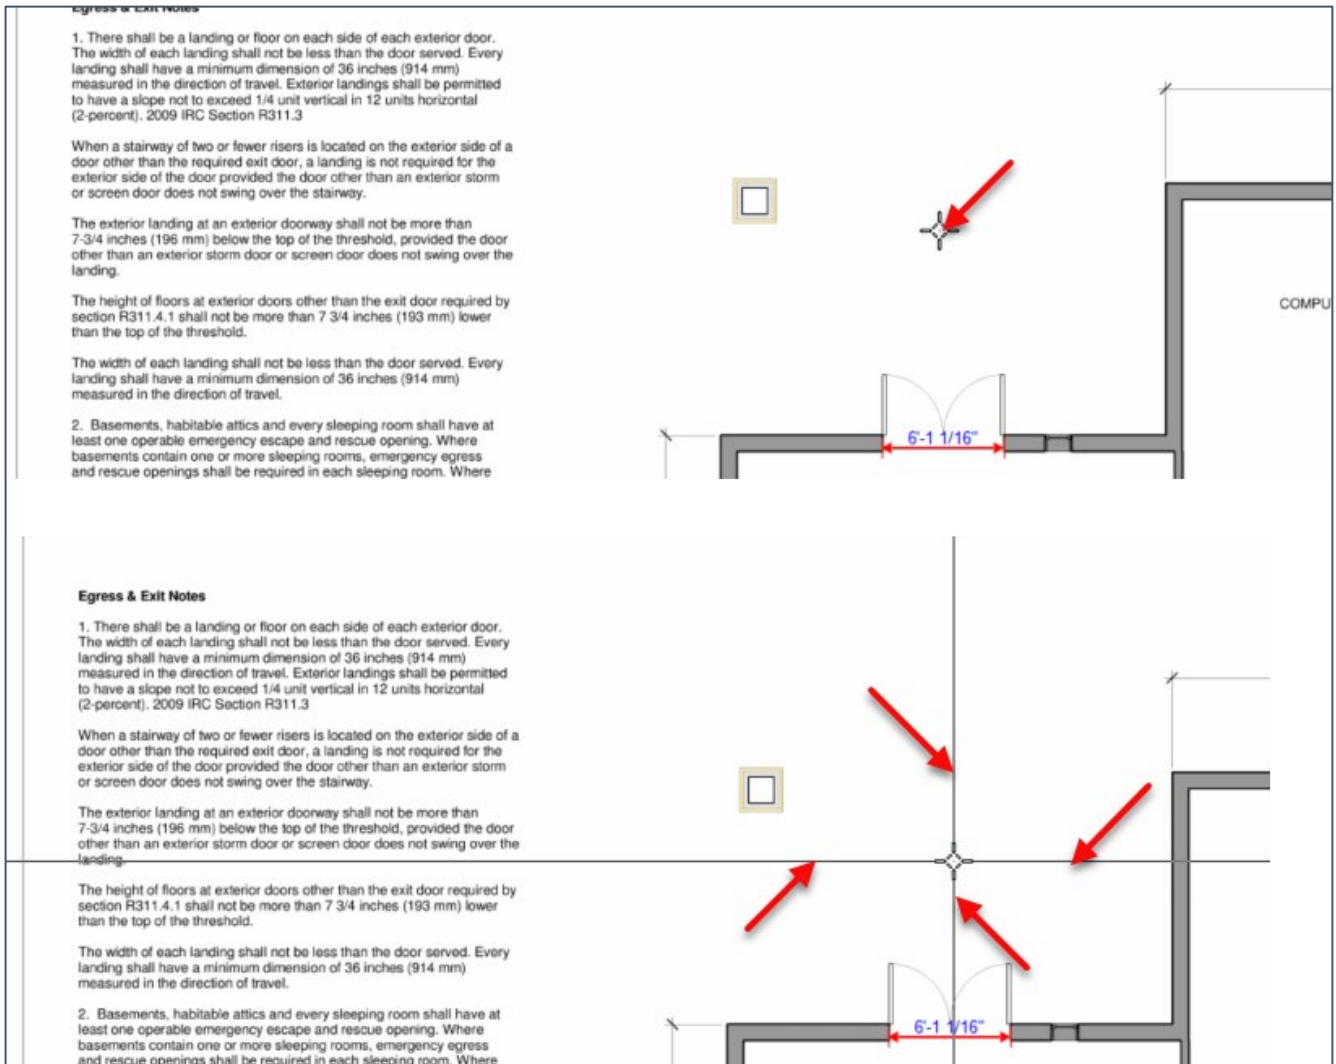 Egress & Exit Notes
1. There shall be a landing or floor on each side of each exterior door.
The width of each landing shall not be less than the door served. Every
landing shall have a minimum dimension of 36 inches (914 mm)
measured in the direction of travel. Exterior landings shall be permitted
to have a slope not to exceed 1/4 unit vertical in 12 units horizontal
(2-percent). 2009 IRC Section R311.3
When a stairway of two or fewer risers is located on the exterior side of a
door other than the required exit door, a landing is not required for the
exterior side of the door provided the door other than an exterior storm
or screen door does not swing over the stairway.
The exterior landing at an exterior doorway shall not be more than
7-3/4 inches (196 mm) below the top of the threshold, provided the door
other than an exterior storm door or screen door does not swing over the
landing.
The height of floors at exterior doors other than the exit door required by
section R311.4.1 shall not be more than 7 3/4 inches (193 mm) lower
than the top of the threshold.
The width of each landing shall not be less than the door served. Every
landing shall have a minimum dimension of 36 inches (914 mm)
measured in the direction of travel.
2. Basements, habitable attics and every sleeping room shall have at
least one operable emergency escape and rescue opening. Where
basements contain one or more sleeping rooms, emergency egress
and rescue openings shall be required in each sleeping room. Where
COMPU
6'-1 1/16"
Egress & Exit Notes
1. There shall be a landing or floor on each side of each exterior door.
The width of each landing shall not be less than the door served. Every
landing shall have a minimum dimension of 36 inches (914 mm)
measured in the direction of travel. Exterior landings shall be permitted
to have a slope not to exceed 1/4 unit vertical in 12 units horizontal
(2-percent). 2009 IRC Section R311.3
When a stairway of two or fewer risers is located on the exterior side of a
door other than the required exit door, a landing is not required for the
exterior side of the door provided the door other than an exterior storm
or screen door does not swing over the stairway.
The exterior landing at an exterior doorway shall not be more than
7-3/4 inches (196 mm) below the top of the threshold, provided the door
other than an exterior storm door or screen door does not swing over the
landing.
The height of floors at exterior doors other than the exit door required by
section R311.4.1 shall not be more than 7 3/4 inches (193 mm) lower
than the top of the threshold.
The width of each landing shall not be less than the door served. Every
landing shall have a minimum dimension of 36 inches (914 mm)
measured in the direction of travel.
2. Basements, habitable attics and every sleeping room shall have at
least one operable emergency escape and rescue opening. Where
basements contain one or more sleeping rooms, emergency egress
and rescue openings shall be required in each sleeping room. Where
6'-1 1/16"